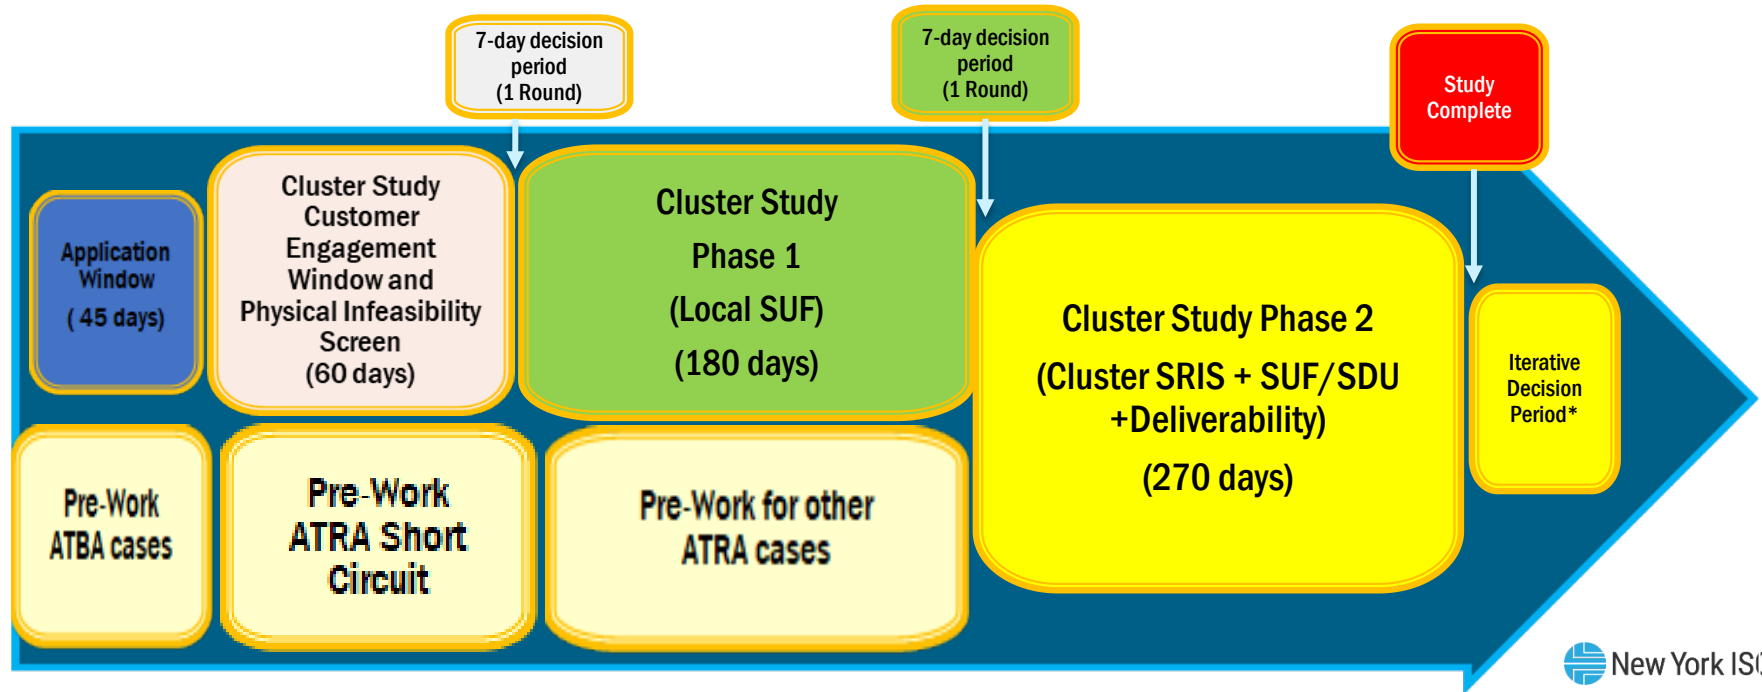 7-day decision
period
(1 Round)
7-day decision
period
(1 Round)
Study
Complete
Application
Window
( 45 days)
Cluster Study
Customer
Engagement
Window and
Physical Infeasibility
Screen
(60 days)
Cluster Study
Phase 1
(Local SUF)
(180 days)
Cluster Study Phase 2
(Cluster SRIS + SUF/SDU
+Deliverability)
(270 days)
Iterative
Decision
Period*
Pre-Work
ATBA cases
Pre-Work
ATRA Short
Circuit
Pre-Work for other
ATRA cases
New York IS